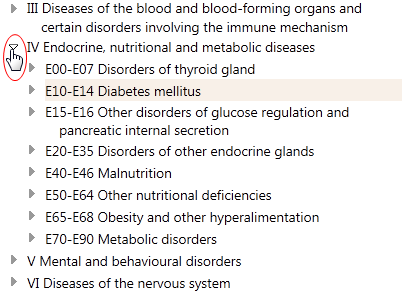 III Diseases of the blood and blood-forming organs and
certain disorders involving the immune mechanism
IV Endocrine, nutritional and metabolic diseases
E00-E07 Disorders of thyroid gland
E10-E14 Diabetes mellitus
E15-E16 Other disorders of glucose regulation and
pancreatic internal secretion
E20-E35 Disorders of other endocrine glands
E40-E46 Malnutrition
E50-E64 Other nutritional deficiencies
E65-E68 Obesity and other hyperalimentation
E70-E90 Metabolic disorders
V Mental and behavioural disorders
VI Diseases of the nervous system